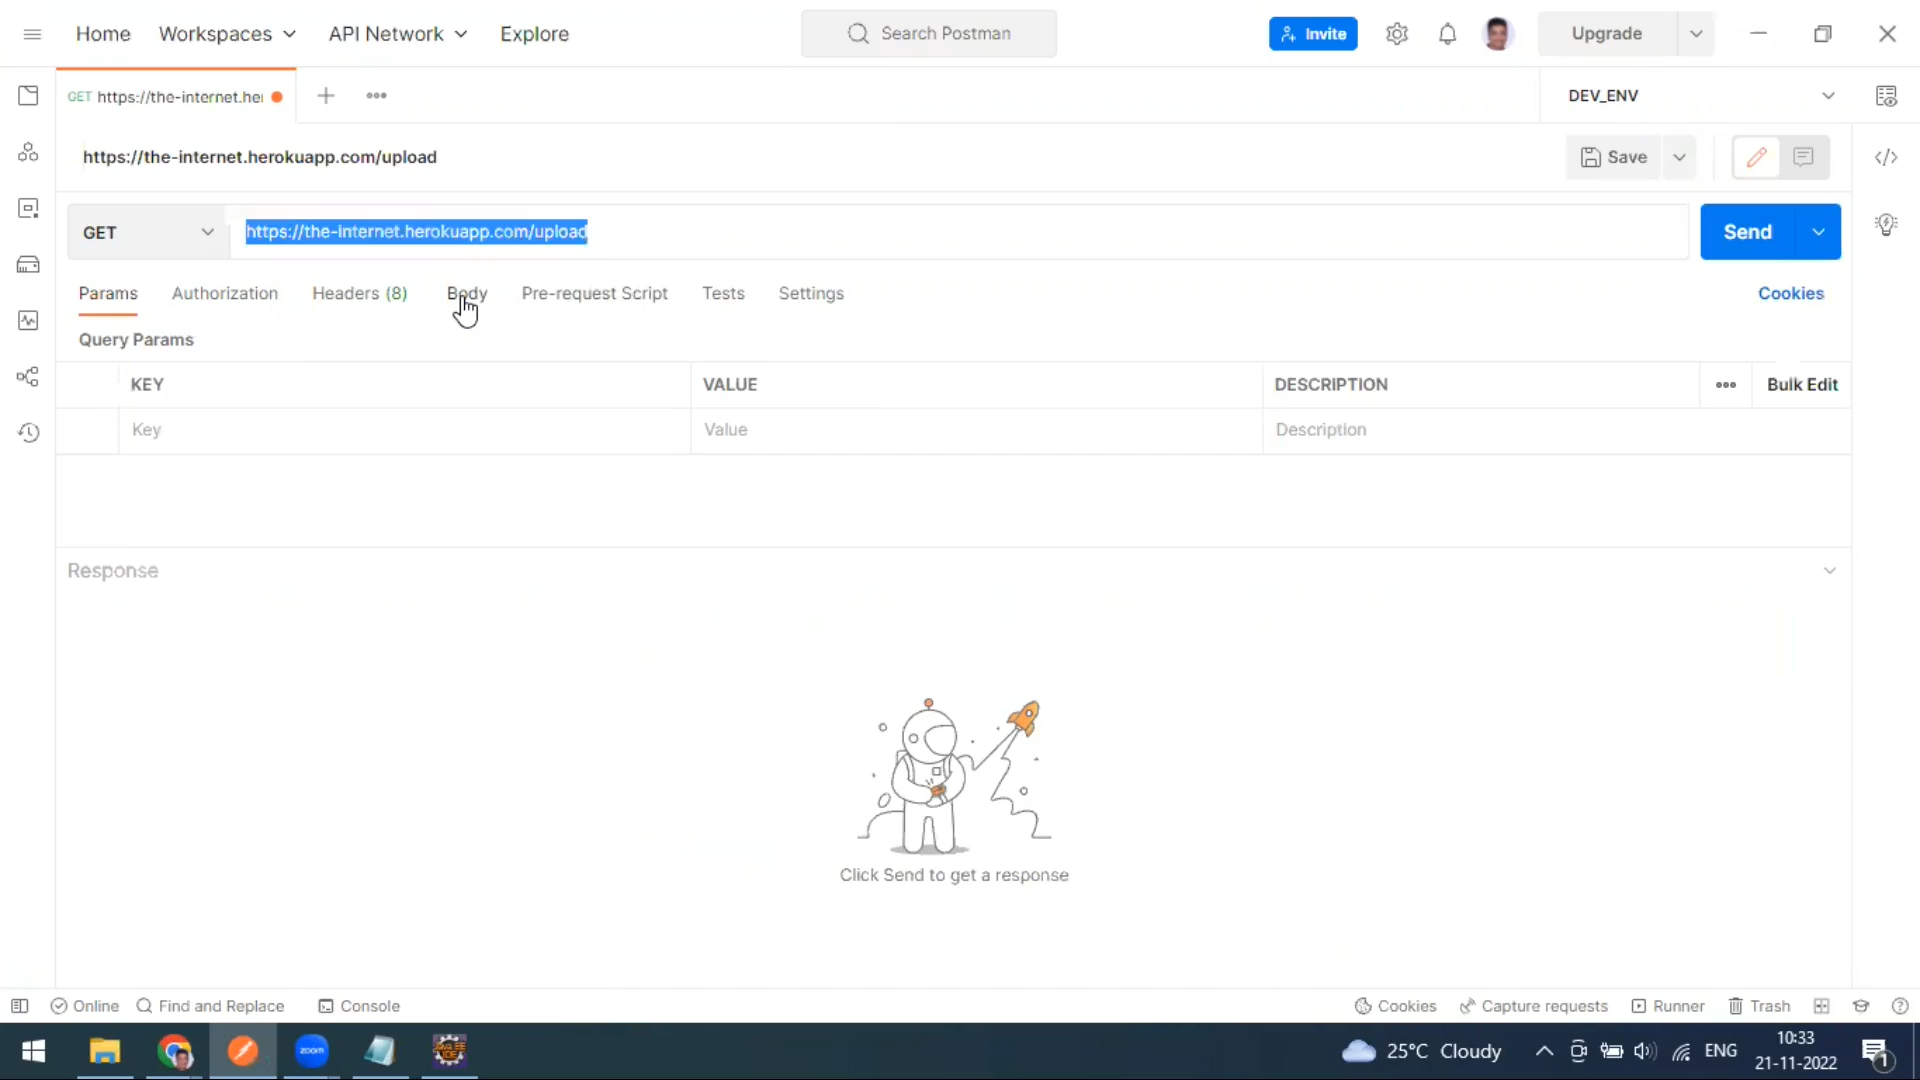 Home Workspaces API Network Explore Search Postman Invite Upgrade
GET https://the-internet.her DEV_ENV
https://the-internet.herokuapp.com/upload Save
GET https://the-internet.herokuapp.com/upload Send
Params Authorization Headers (8) Body Pre-request Script Tests Settings Cookies
Query Params
KEY VALUE DESCRIPTION Bulk Edit
Key Value Description
Response
Click Send to get a response
Online Find and Replace Console Cookies Capture requests Runner Trash
zoom 25°C Cloudy ENG 10:33
21-11-2022 1